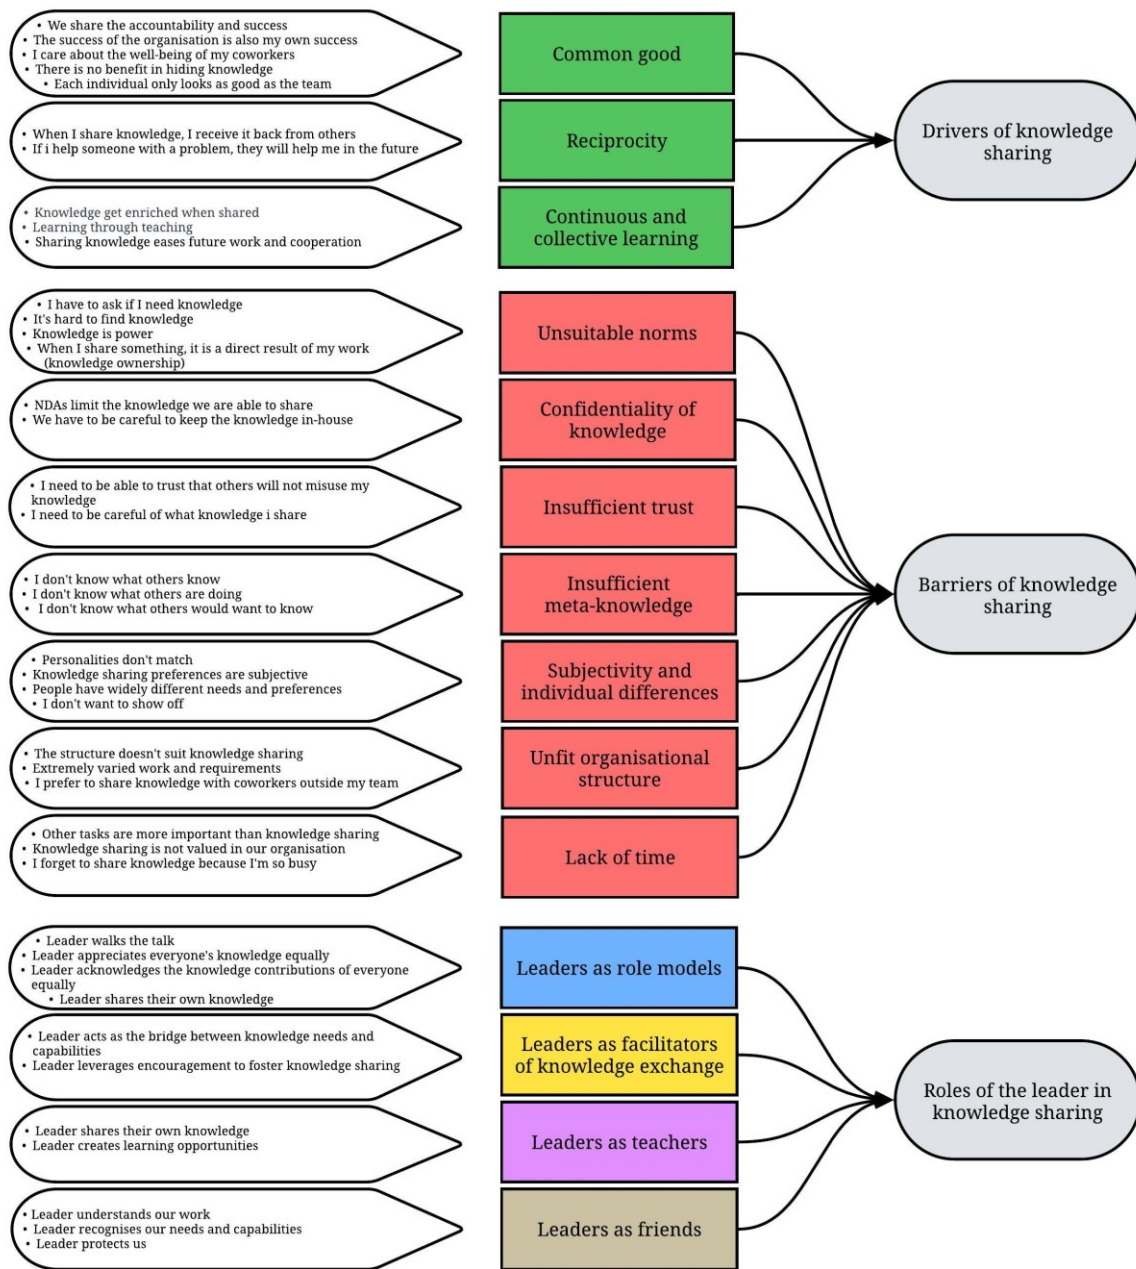 • We share the accountability and success
• The success of the organisation is also my own success
• I care about the well-being of my coworkers
• There is no benefit in hiding knowledge
• Each individual only looks as good as the team
Common good
• When I share knowledge, I receive it back from others
• If i help someone with a problem, they will help me in the future
Reciprocity
Drivers of knowledge
sharing
• Knowledge get enriched when shared
• Learning through teaching
• Sharing knowledge eases future work and cooperation
Continuous and
collective learning
• I have to ask if I need knowledge
• It's hard to find knowledge
• Knowledge is power
• When I share something, it is a direct result of my work
(knowledge ownership)
Unsuitable norms
• NDAs limit the knowledge we are able to share
• We have to be careful to keep the knowledge in-house
Confidentiality of
knowledge
• I need to be able to trust that others will not misuse my
knowledge
• I need to be careful of what knowledge i share
Insufficient trust
• I don't know what others know
• I don't know what others are doing
• I don't know what others would want to know
Insufficient
meta-knowledge
Barriers of knowledge
sharing
• Personalities don't match
• Knowledge sharing preferences are subjective
• People have widely different needs and preferences
• I don't want to show off
Subjectivity and
individual differences
• The structure doesn't suit knowledge sharing
• Extremely varied work and requirements
• I prefer to share knowledge with coworkers outside my team
Unfit organisational
structure
• Other tasks are more important than knowledge sharing
• Knowledge sharing is not valued in our organisation
• I forget to share knowledge because I'm so busy
Lack of time
• Leader walks the talk
• Leader appreciates everyone's knowledge equally
• Leader acknowledges the knowledge contributions of everyone
equally
• Leader shares their own knowledge
Leaders as role models
• Leader acts as the bridge between knowledge needs and
capabilities
• Leader leverages encouragement to foster knowledge sharing
Leaders as facilitators
of knowledge exchange
Roles of the leader in
knowledge sharing
• Leader shares their own knowledge
• Leader creates learning opportunities
Leaders as teachers
• Leader understands our work
• Leader recognises our needs and capabilities
• Leader protects us
Leaders as friends